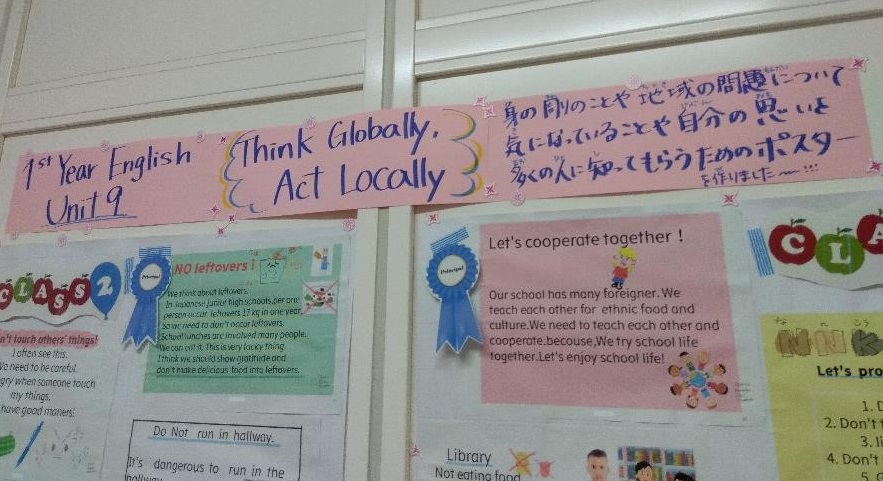 1st Year English
Unit 9
Think Globally,
Act Locally
身の周りのことや地域の問題について
気になっていることや自分の思いを
多くの人に知ってもらうためのポスター
を作りました〜!!!
CLASS 2
Principal
NO leftovers!
We think about leftovers.
In Japanese junior high schools,per one
person occur leftovers 17 kg in one year.
So we need to don't occur leftovers.
School lunches are involved many people.
We can eat it. This is very lucky thing.
I think we should show gratitude and
don't make delicious food into leftovers.
n't touch others' things!
I often see this.
We need to be careful.
gry when someone touch
my things.
have good maners!
Do Not run in hallway.
It's dangerous to run in the
hallway
Principal
Let's cooperate together !
Our school has many foreigner. We
teach each other for ethnic food and
culture.We need to teach each other and
cooperate.becouse,We try school life
together.Let's enjoy school life!
Library
Not eating food
CLA
Let's pro
1. D
2. Don't
3. li
4. Don't